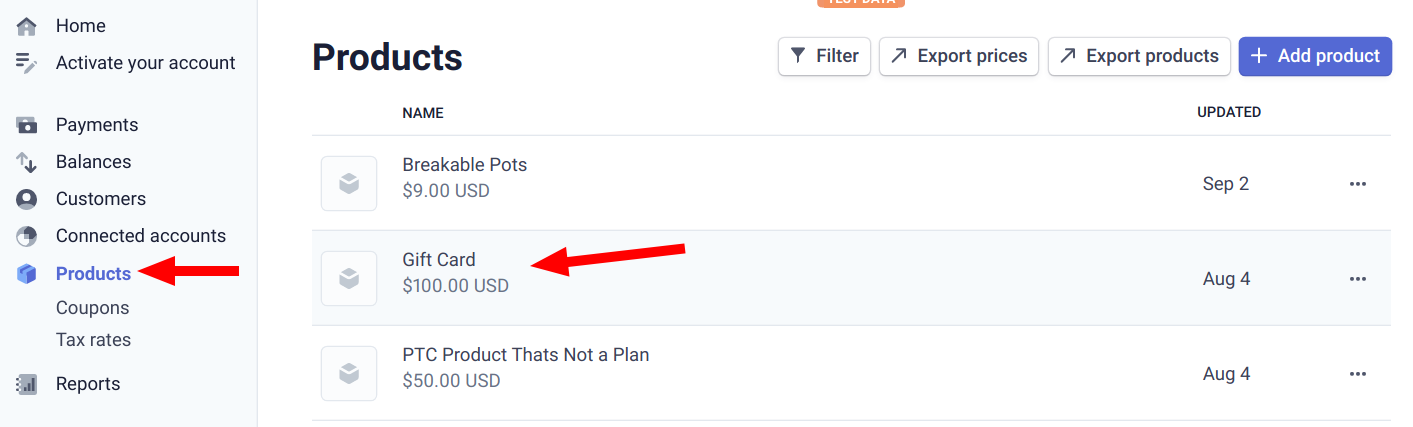 TEST DATA
Home
Activate your account
Payments
Balances
Customers
Connected accounts
Products
Coupons
Tax rates
Reports
Products
Filter
Export prices
Export products
Add product
NAME
UPDATED
Breakable Pots
$9.00 USD
Sep 2
Gift Card
$100.00 USD
Aug 4
PTC Product Thats Not a Plan
$50.00 USD
Aug 4